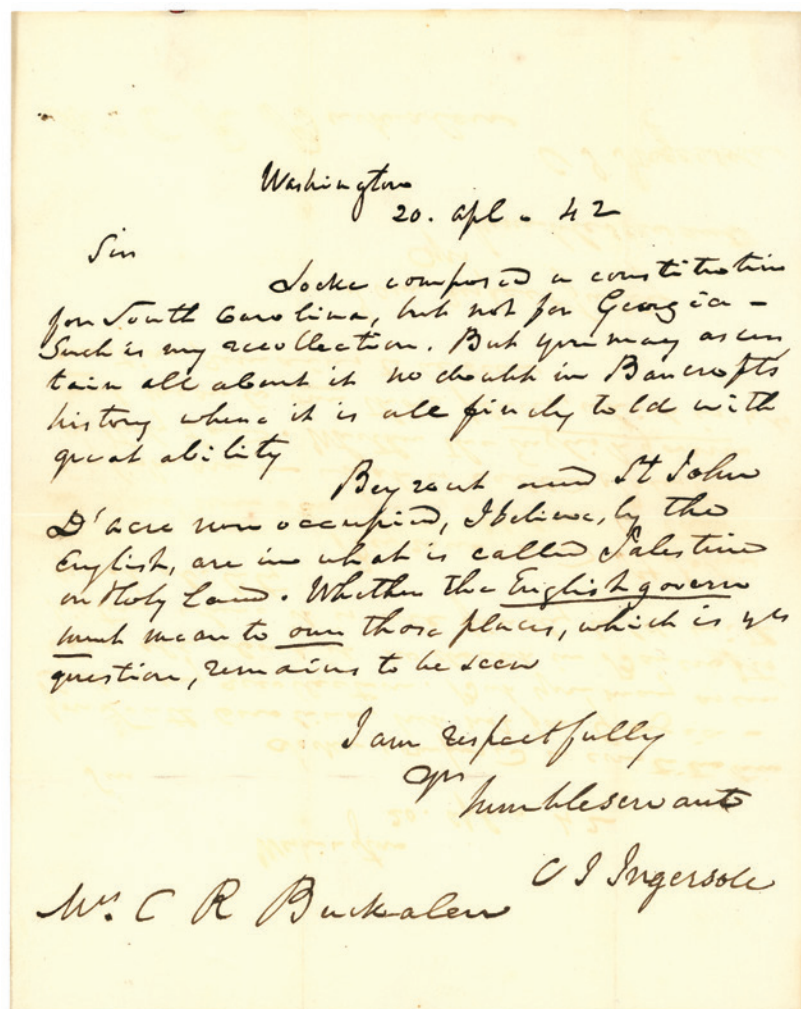 Washington
20. apl. 42
Sir
Locke composed a constitution
for South Carolina, but not for Georgia –
Such is my recollection. But you may ascer
tain all about it no doubt in Bancrofts
history where it is all finely told with
great ability
Beyrout and St John
D'acre now occupied, I believe, by the
English, are in what is called Palestine
or Holy Land. Whether the English govern
ment mean to own those places, which is yr
question, remains to be seen
I am respectfully
yr
humble servant
C J Ingersoll
Mr. C R Buckalew